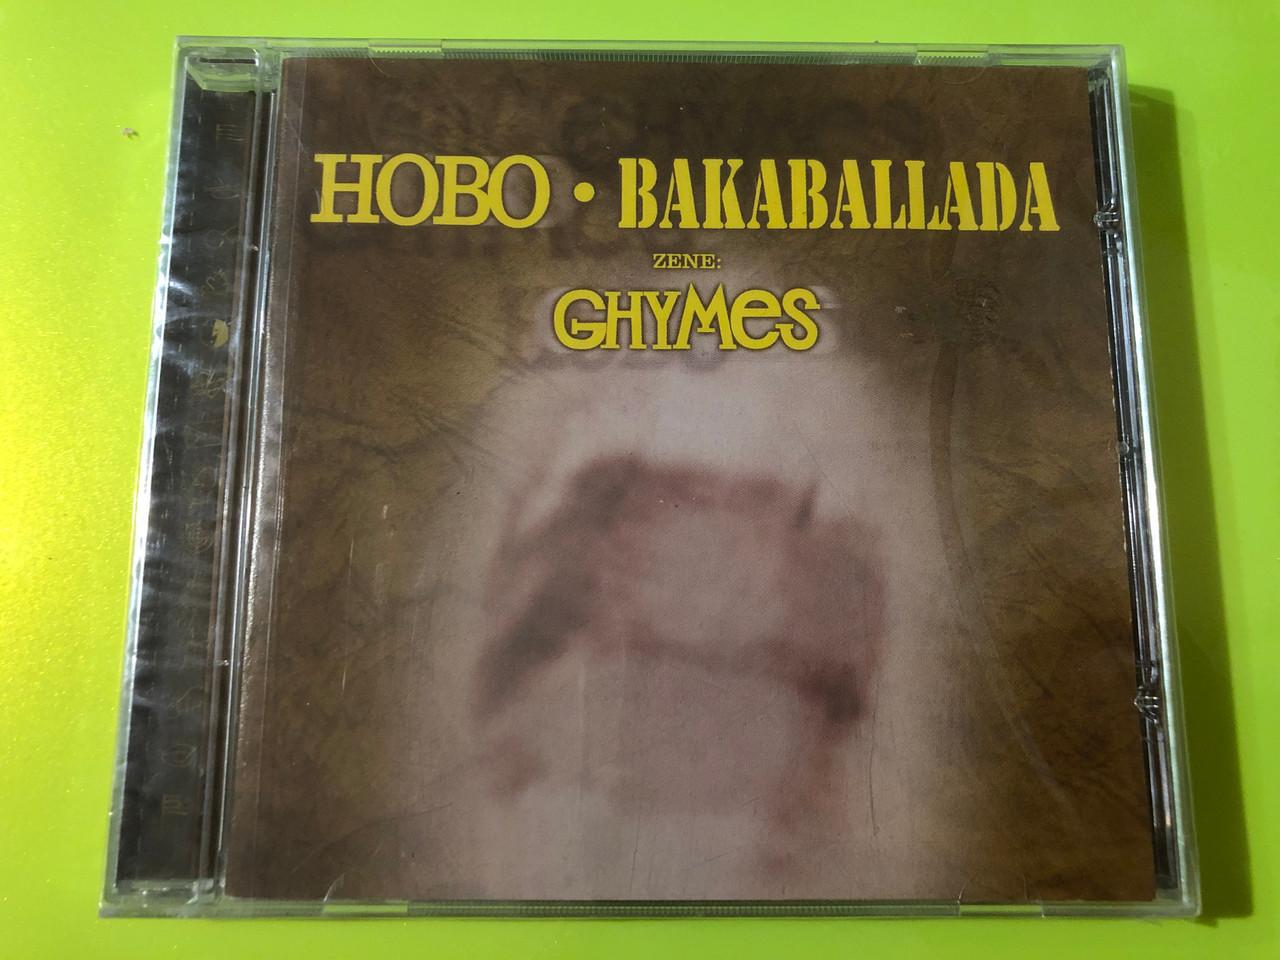 HOBO • BAKABALLADA
ZENE:
GHYMeS